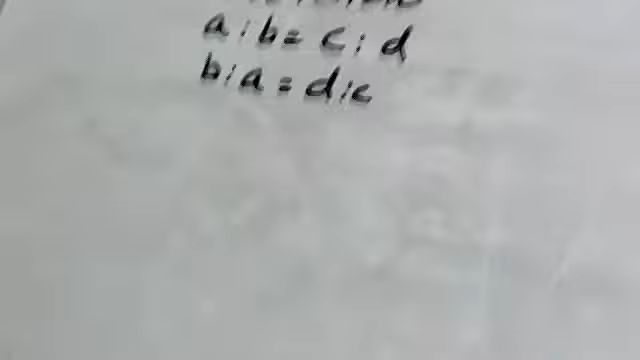 a:b= c:d
b:a = d:c